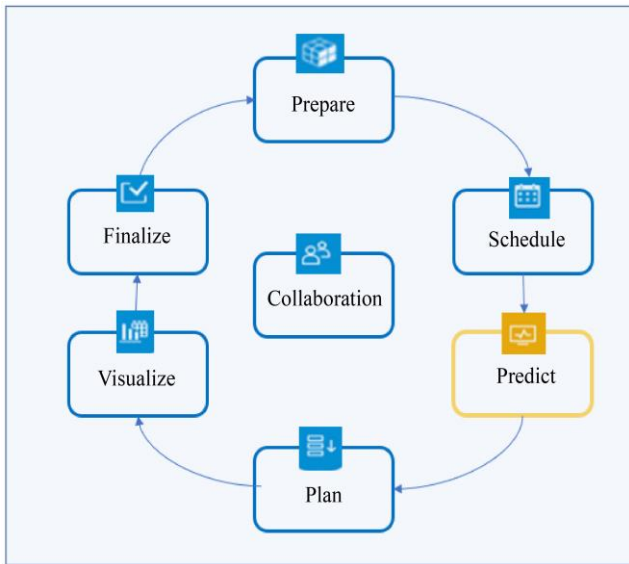 Prepare
Finalize
Schedule
Collaboration
Visualize
Predict
Plan